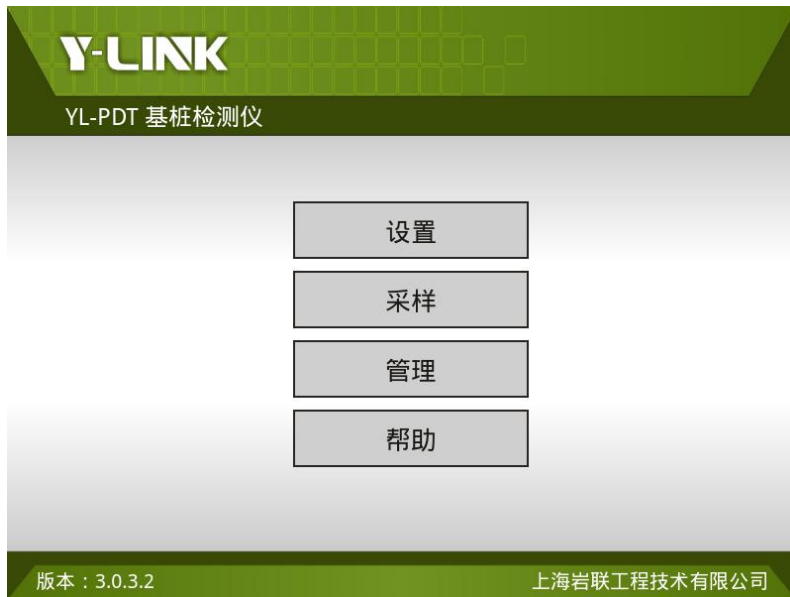 Y-LINK
YL-PDT 基桩检测仪
设置
采样
管理
帮助
版本：3.0.3.2
上海岩联工程技术有限公司